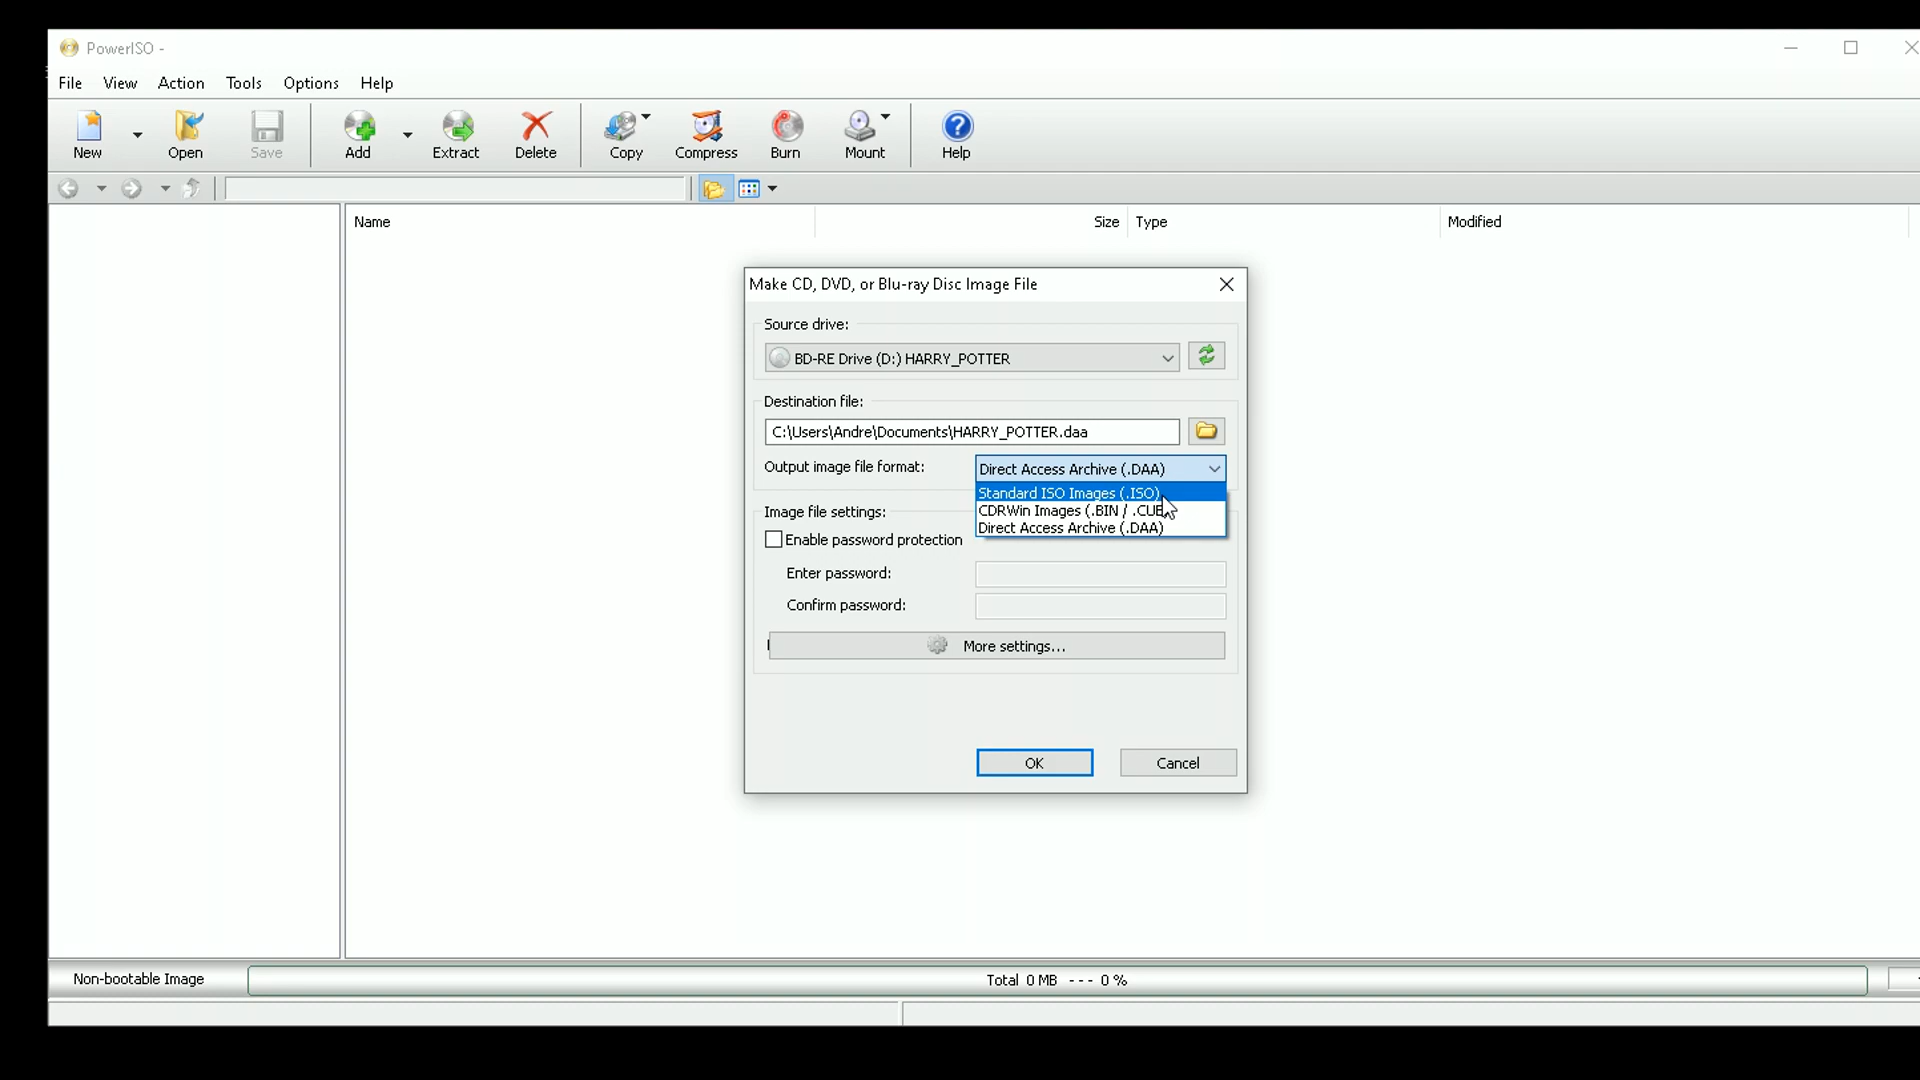 PowerISO -
File View Action Tools Options Help
New Open Save Add Extract Delete Copy Compress Burn Mount Help
Name Size Type Modified
Make CD, DVD, or Blu-ray Disc Image File
Source drive:
BD-RE Drive (D:) HARRY_POTTER
Destination file:
C:\Users\Andre\Documents\HARRY_POTTER.daa
Output image file format: Direct Access Archive (.DAA)
Standard ISO Images (.ISO)
Image file settings: CDRWin Images (.BIN / .CUE
Direct Access Archive (.DAA)
Enable password protection
Enter password:
Confirm password:
More settings...
OK Cancel
Non-bootable Image Total 0 MB --- 0 %